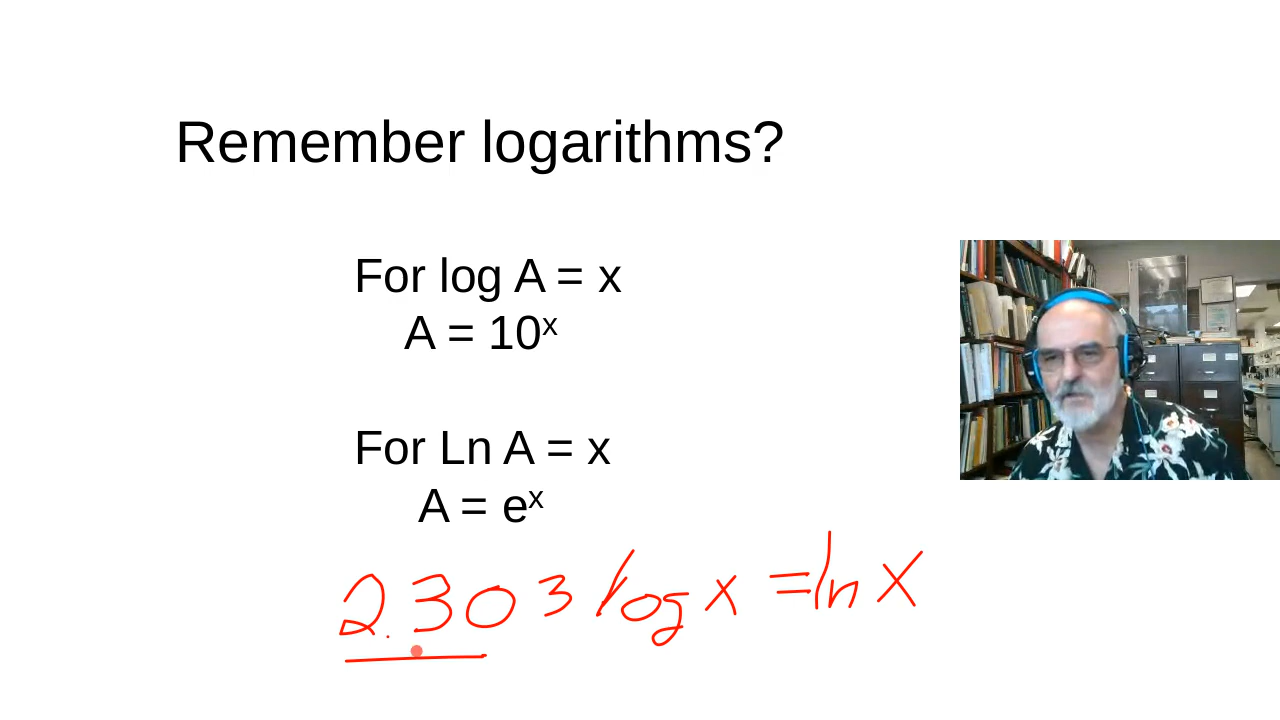 Remember logarithms?
For log A = x
A = 10ˣ
For Ln A = x
A = eˣ
2.303 log x = ln x